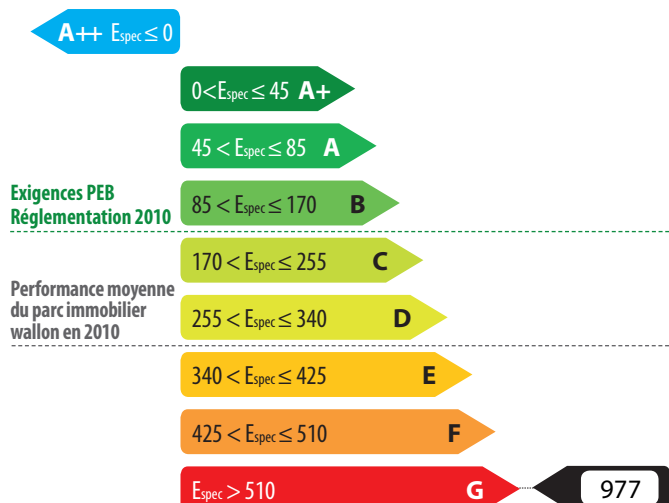 A++ Espec ≤ 0
0<Espec ≤ 45 A+
45 < Espec ≤ 85 A
Exigences PEB
Réglementation 2010
85 < Espec ≤ 170 B
170 < Espec ≤ 255 C
Performance moyenne
du parc immobilier
wallon en 2010
255 < Espec ≤ 340 D
340 < Espec ≤ 425 E
425 < Espec ≤ 510 F
Espec > 510 G 977